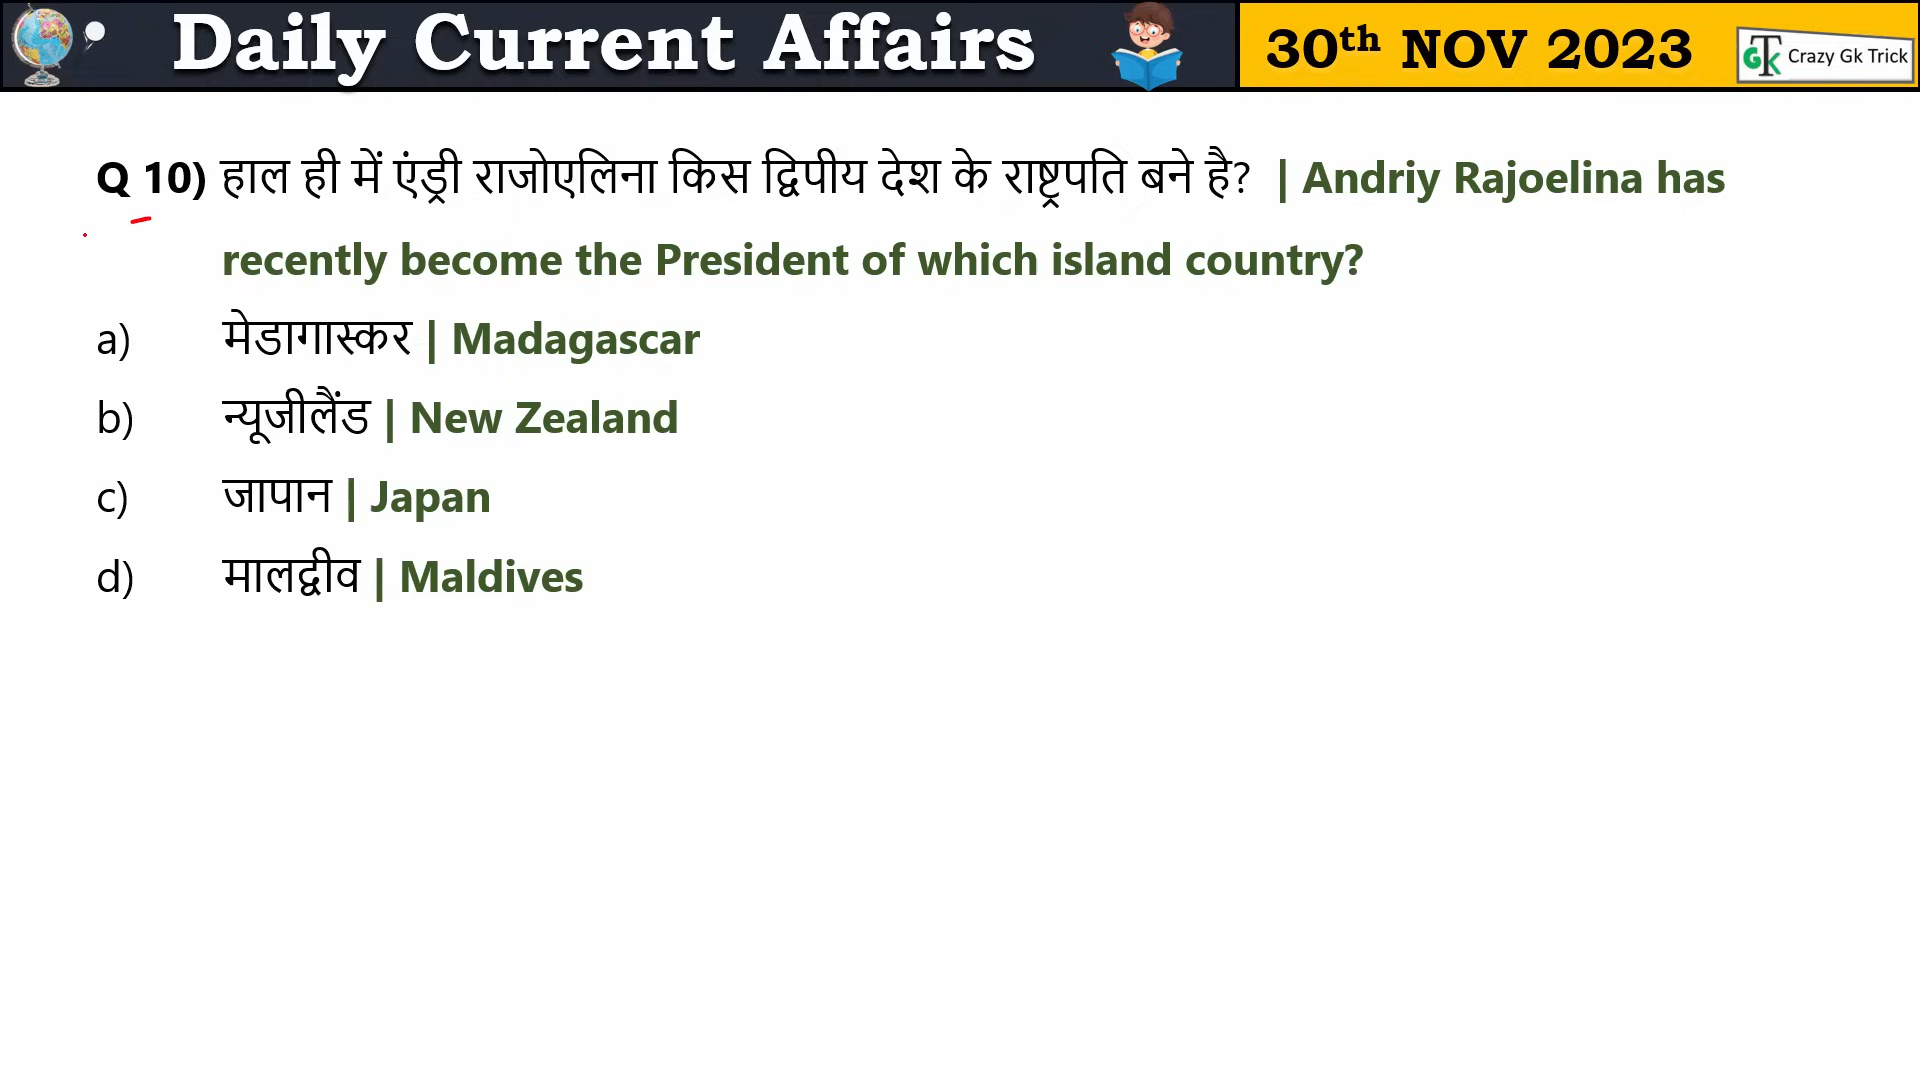 Daily Current Affairs
30th NOV 2023
GTK Crazy Gk Trick
Q 10) हाल ही में एंड्री राजोएलिना किस द्विपीय देश के राष्ट्रपति बने है? | Andriy Rajoelina has
recently become the President of which island country?
a) मेडागास्कर | Madagascar
b) न्यूजीलैंड | New Zealand
c) जापान | Japan
d) मालद्वीव | Maldives